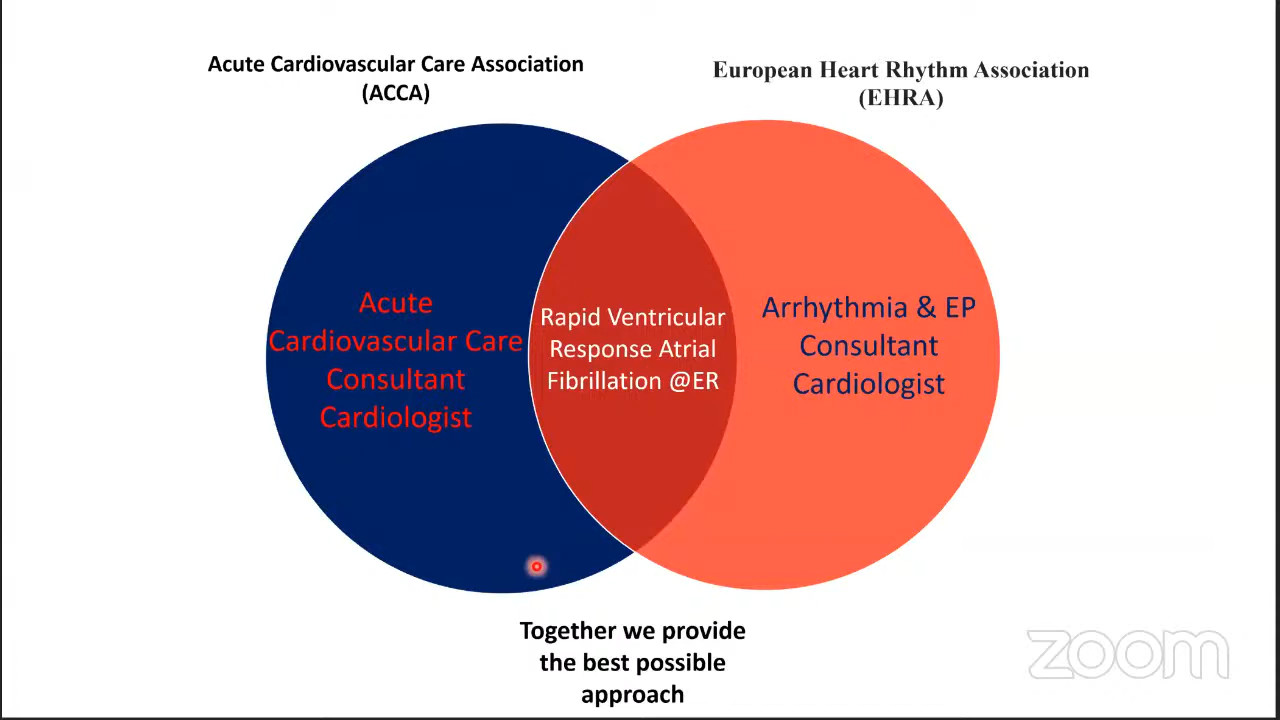 Acute Cardiovascular Care Association
(ACCA)
European Heart Rhythm Association
(EHRA)
Acute
Cardiovascular Care
Consultant
Cardiologist
Rapid Ventricular
Response Atrial
Fibrillation @ER
Arrhythmia & EP
Consultant
Cardiologist
Together we provide
the best possible
approach
zoom